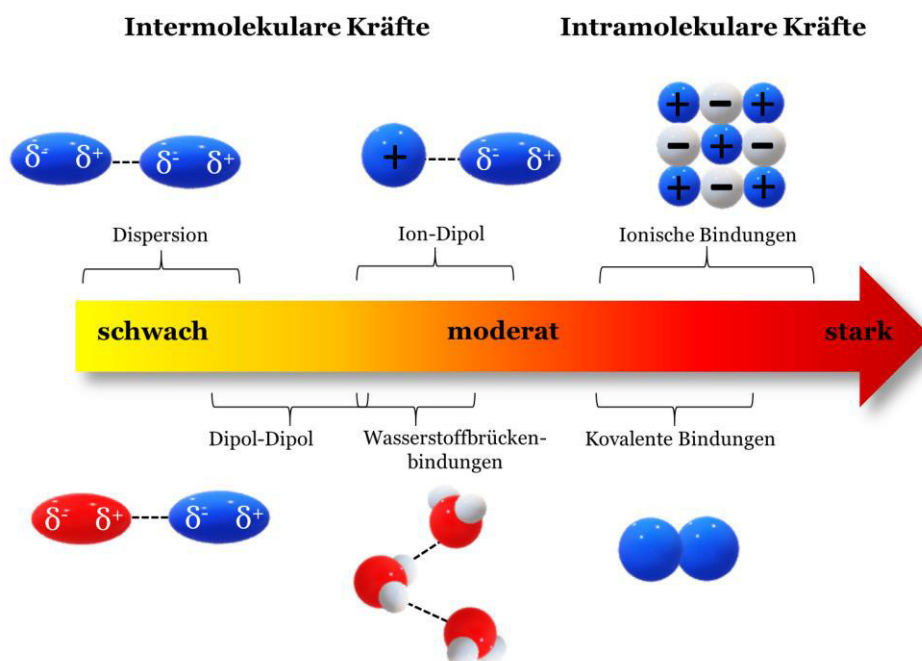 Intermolekulare Kräfte
Intramolekulare Kräfte
δ- δ+ δ- δ+
+ δ- δ+
+ - +
- + -
+ - +
Dispersion
Ion-Dipol
Ionische Bindungen
schwach
moderat
stark
Dipol-Dipol
Wasserstoffbrücken-
bindungen
Kovalente Bindungen
δ- δ+ δ- δ+